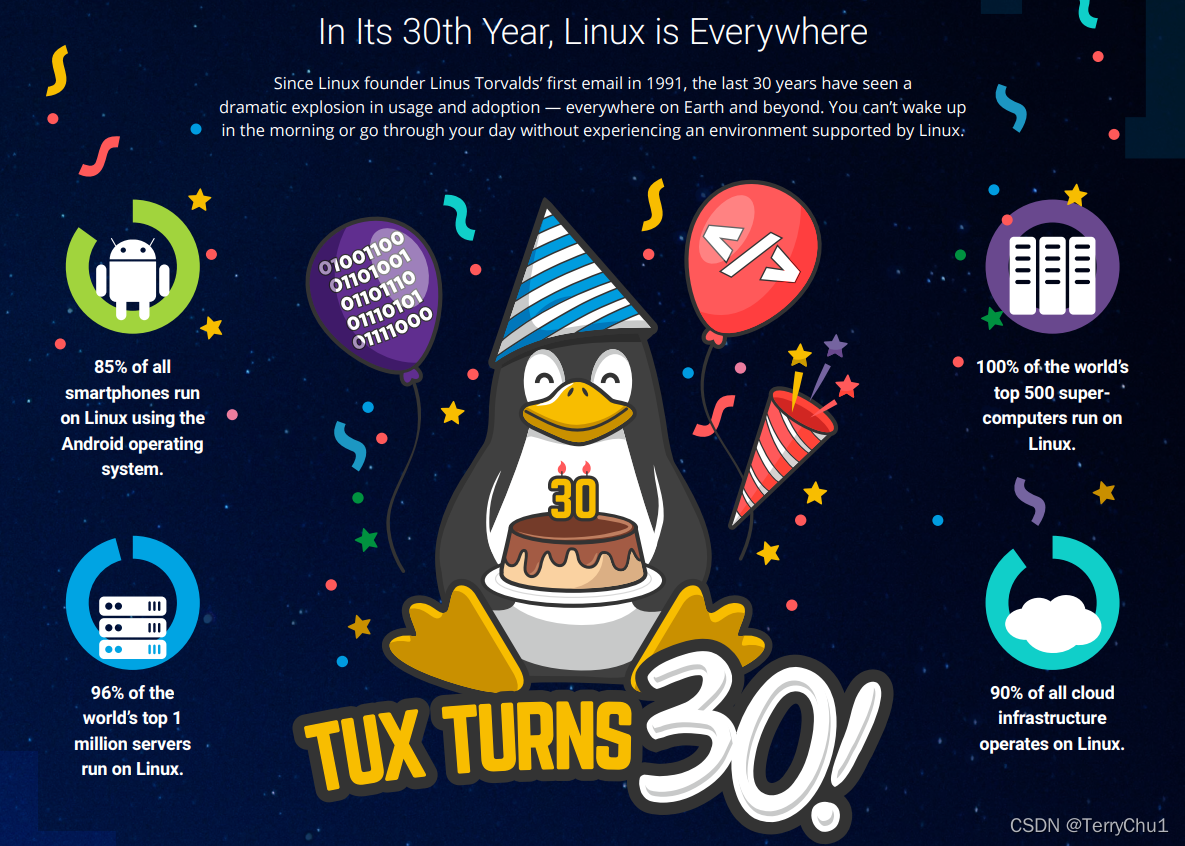 In Its 30th Year, Linux is Everywhere
Since Linux founder Linus Torvalds’ first email in 1991, the last 30 years have seen a
dramatic explosion in usage and adoption — everywhere on Earth and beyond. You can’t wake up
in the morning or go through your day without experiencing an environment supported by Linux.
01001100
01101001
01101110
01110101
01111000
</>
85% of all
smartphones run
on Linux using the
Android operating
system.
100% of the world’s
top 500 super-
computers run on
Linux.
30
96% of the
world’s top 1
million servers
run on Linux.
90% of all cloud
infrastructure
operates on Linux.
TUX TURNS 30!
CSDN @TerryChu1